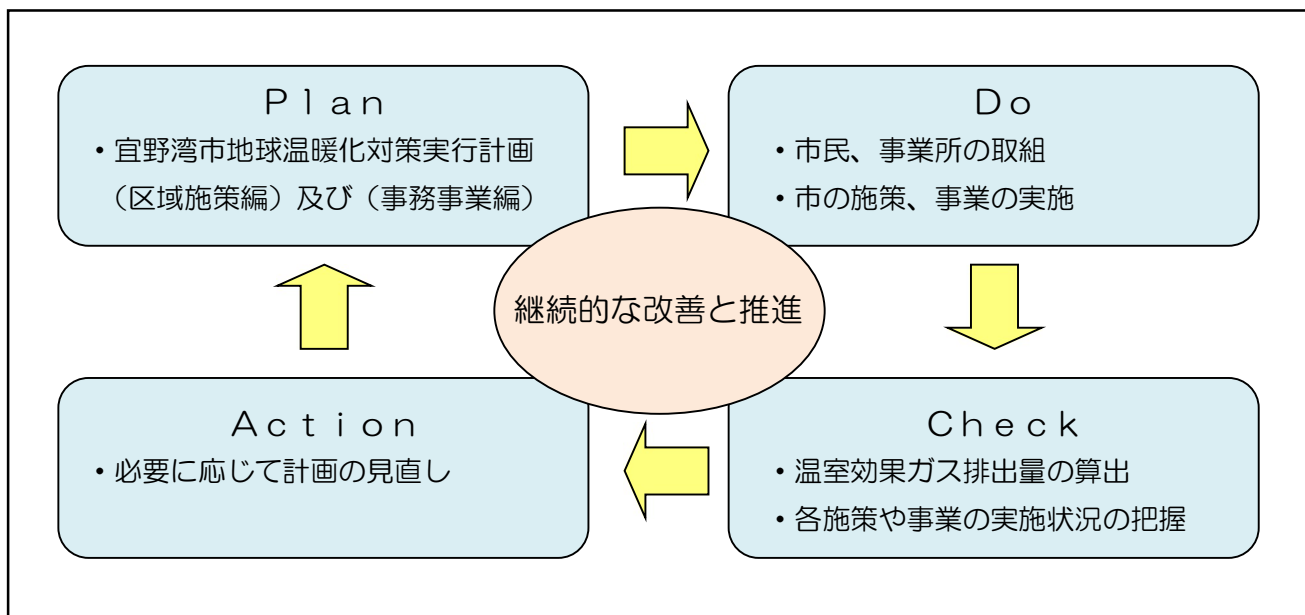 Ｐｌａｎ
・宜野湾市地球温暖化対策実行計画
（区域施策編）及び（事務事業編）
Ｄｏ
・市民、事業所の取組
・市の施策、事業の実施
継続的な改善と推進
Ａｃｔｉｏｎ
・必要に応じて計画の見直し
Ｃｈｅｃｋ
・温室効果ガス排出量の算出
・各施策や事業の実施状況の把握